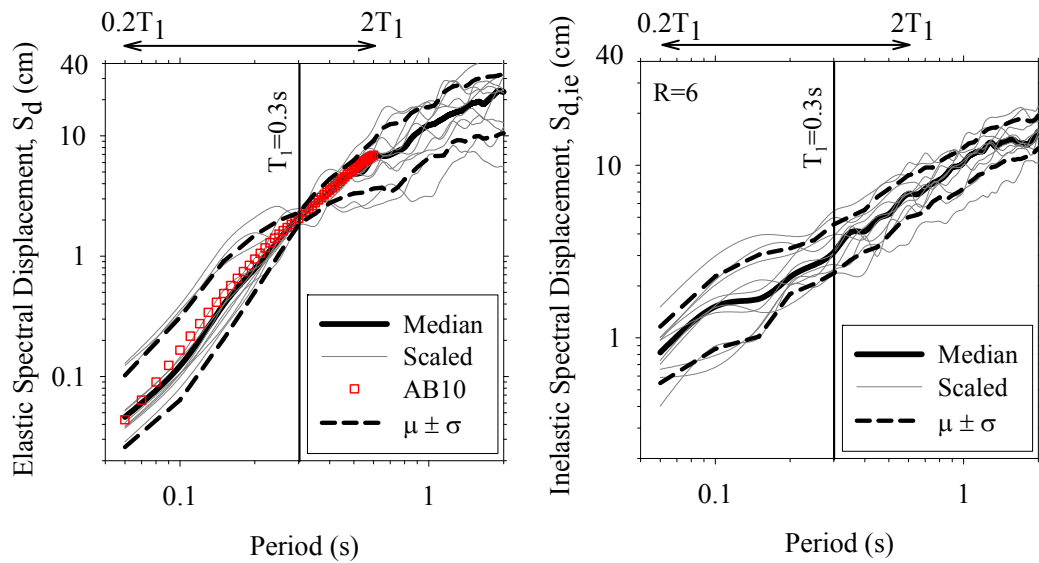 0.2T1 2T1
Elastic Spectral Displacement, Sd (cm)
40
10
1
0.1
T1=0.3s
Median
Scaled
AB10
μ ± σ
0.1 1
Period (s)
0.2T1 2T1
Inelastic Spectral Displacement, Sd,ie (cm)
40
10
1
R=6
T1=0.3s
Median
Scaled
μ ± σ
0.1 1
Period (s)